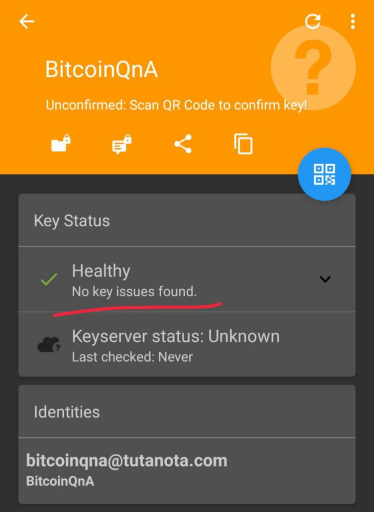 BitcoinQnA
Unconfirmed: Scan QR Code to confirm key!
Key Status
Healthy
No key issues found.
Keyserver status: Unknown
Last checked: Never
Identities
bitcoinqna@tutanota.com
BitcoinQnA